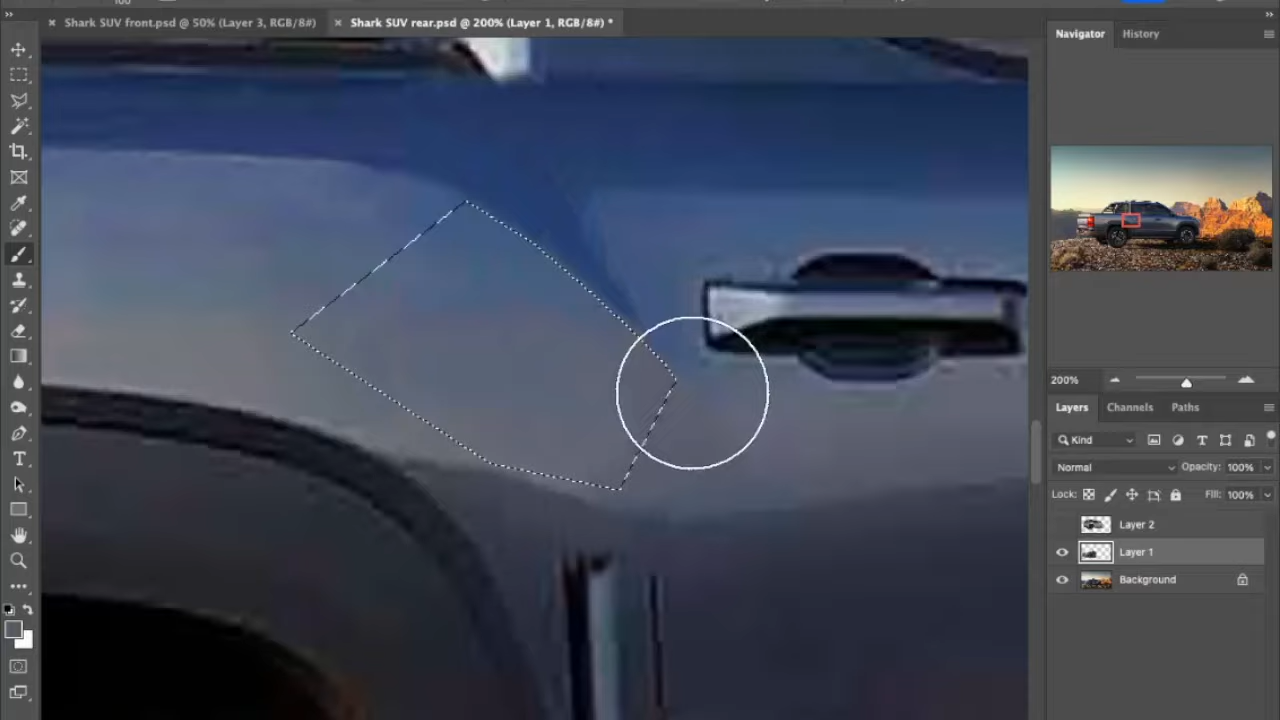 100
Shark SUV front.psd @ 50% (Layer 3, RGB/8#)
Shark SUV rear.psd @ 200% (Layer 1, RGB/8#) *
Navigator
History
200%
Layers
Channels
Paths
Kind
Normal
Opacity: 100%
Lock:
Fill: 100%
Layer 2
Layer 1
Background